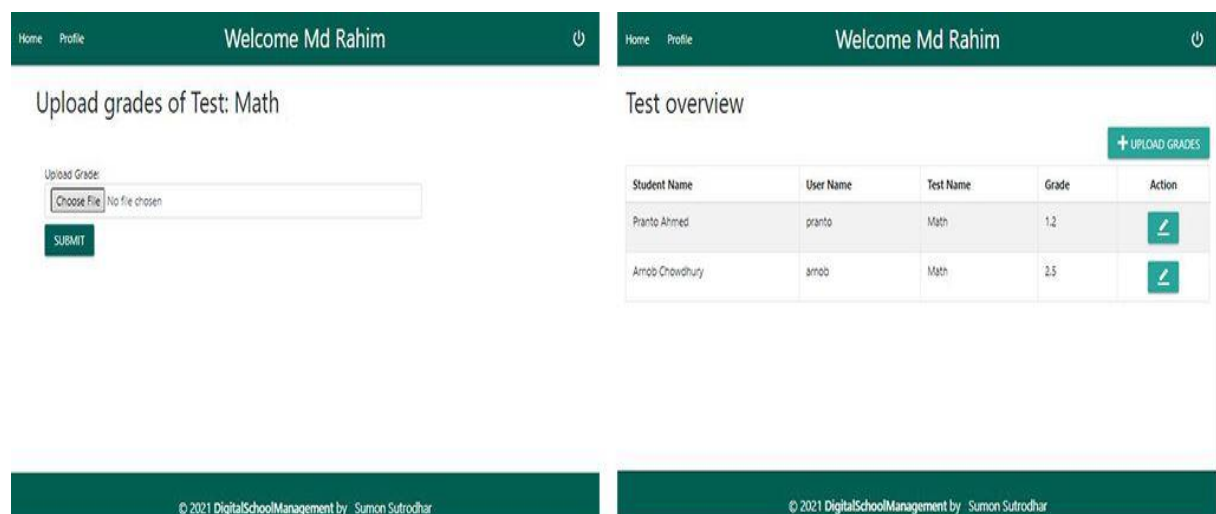 Home Profile Welcome Md Rahim
Upload grades of Test: Math
Upload Grade:
Choose File No file chosen
SUBMIT
© 2021 DigitalSchoolManagement by Sumon Sutrodhar
Home Profile Welcome Md Rahim
Test overview
+ UPLOAD GRADES
Student Name User Name Test Name Grade Action
Pranto Ahmed pranto Math 1.2
Arnob Chowdhury arnob Math 2.5
© 2021 DigitalSchoolManagement by Sumon Sutrodhar